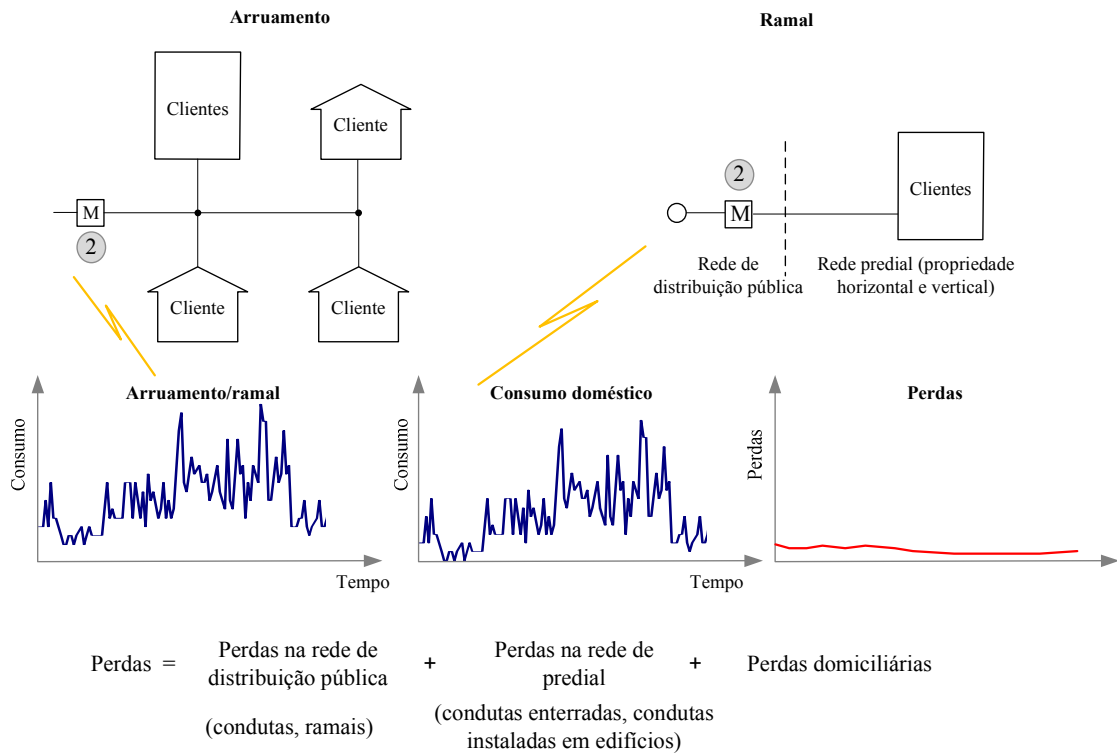 Arruamento
Ramal
Clientes
Cliente
M
2
Cliente
Cliente
2
M
Clientes
Rede de
distribuição pública
Rede predial (propriedade
horizontal e vertical)
Arruamento/ramal
Consumo
Tempo
Consumo doméstico
Consumo
Tempo
Perdas
Perdas
Perdas =
Perdas na rede de
distribuição pública
(condutas, ramais)
+
Perdas na rede de
predial
(condutas enterradas, condutas
instaladas em edifícios)
+
Perdas domiciliárias